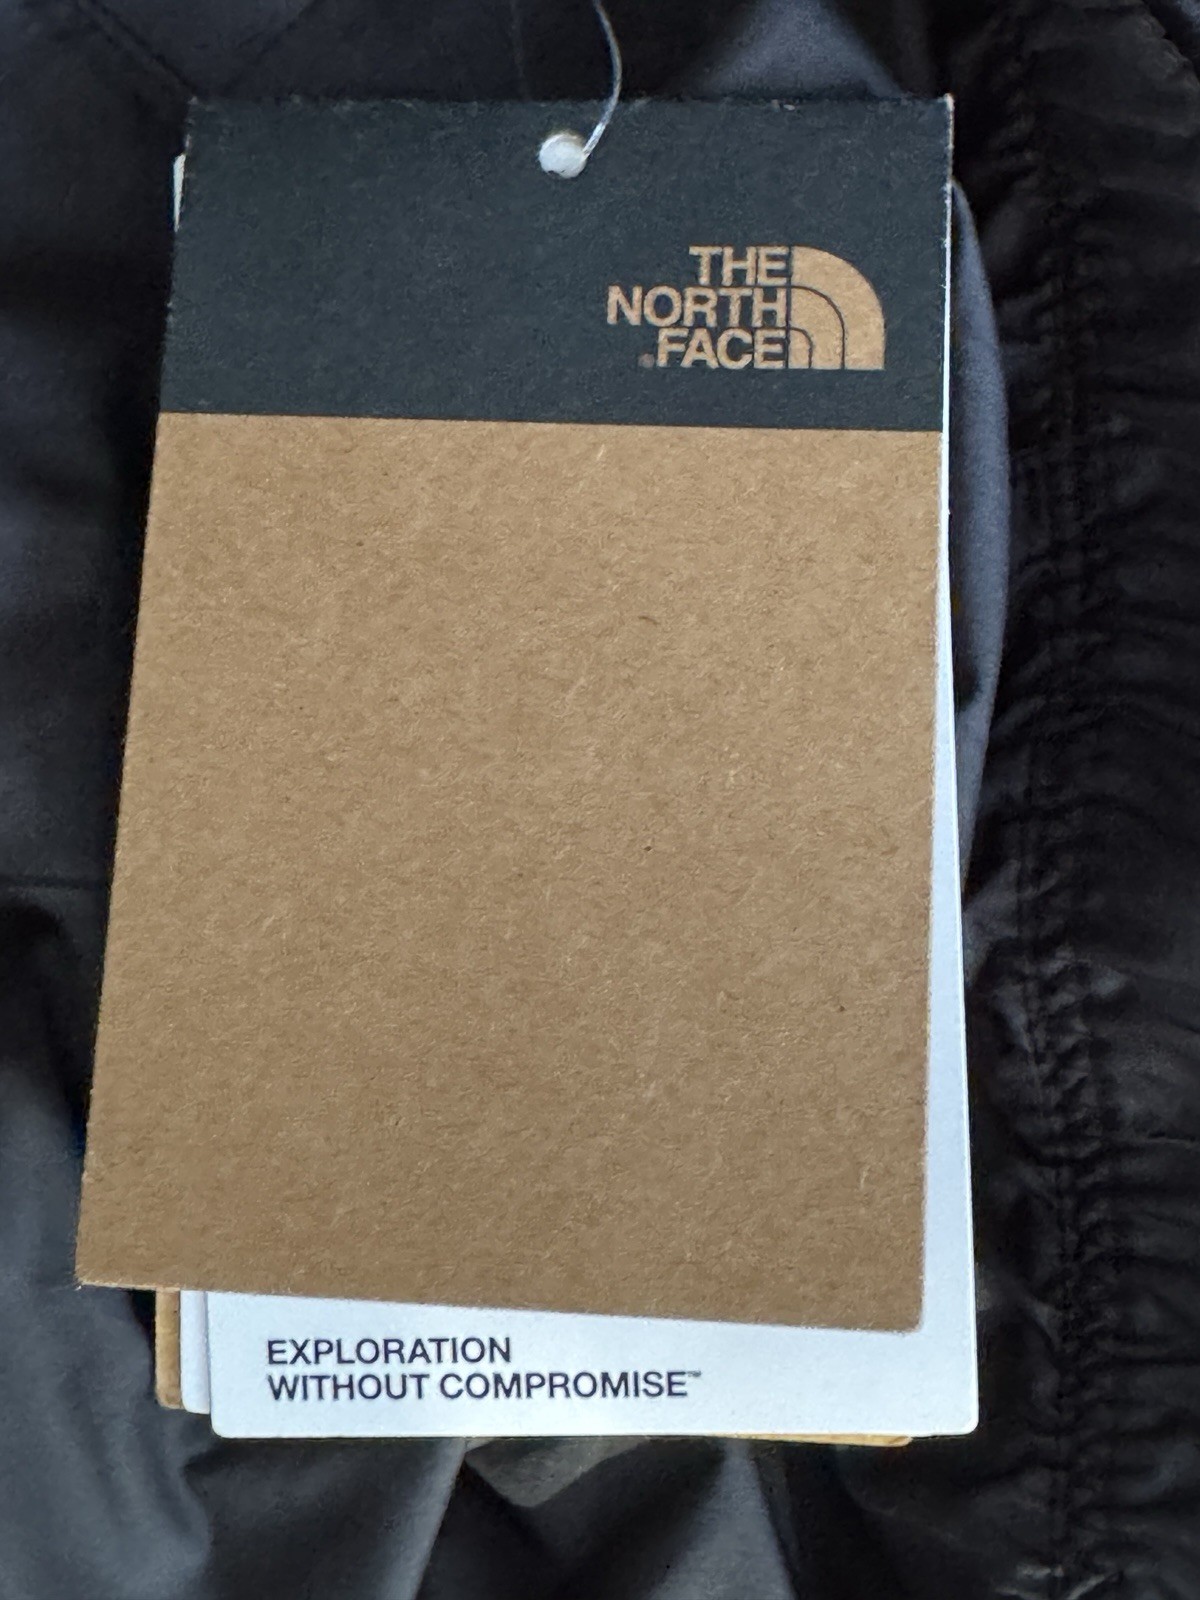 THE
NORTH
FACE
EXPLORATION
WITHOUT COMPROMISE™